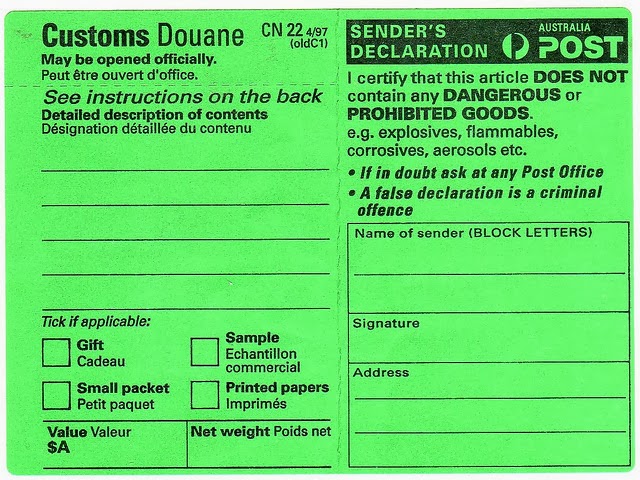 Customs Douane CN 22 4/97
(oldC1)
May be opened officially.
Peut être ouvert d'office.
See instructions on the back
Detailed description of contents
Désignation détaillée du contenu
Tick if applicable:
Gift
Cadeau
Sample
Echantillon
commercial
Small packet
Petit paquet
Printed papers
Imprimés
Value Valeur
$A
Net weight Poids net
SENDER'S
DECLARATION
AUSTRALIA
POST
I certify that this article DOES NOT
contain any DANGEROUS or
PROHIBITED GOODS.
e.g. explosives, flammables,
corrosives, aerosols etc.
• If in doubt ask at any Post Office
• A false declaration is a criminal
offence
Name of sender (BLOCK LETTERS)
Signature
Address